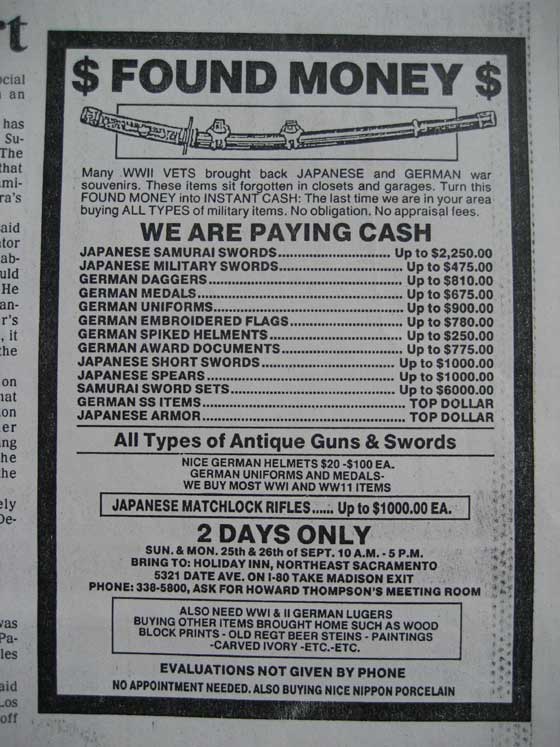 rt
$ FOUND MONEY $
Many WWII VETS brought back JAPANESE and GERMAN war
souvenirs. These items sit forgotten in closets and garages. Turn this
FOUND MONEY into INSTANT CASH: The last time we are in your area
buying ALL TYPES of military items. No obligation. No appraisal fees.
WE ARE PAYING CASH
JAPANESE SAMURAI SWORDS................................ Up to $2,250.00
JAPANESE MILITARY SWORDS................................ Up to $475.00
GERMAN DAGGERS................................ Up to $810.00
GERMAN MEDALS................................ Up to $675.00
GERMAN UNIFORMS................................ Up to $900.00
GERMAN EMBROIDERED FLAGS................................ Up to $780.00
GERMAN SPIKED HELMENTS................................ Up to $250.00
GERMAN AWARD DOCUMENTS................................ Up to $775.00
JAPANESE SHORT SWORDS................................ Up to $1000.00
JAPANESE SPEARS................................ Up to $1000.00
SAMURAI SWORD SETS................................ Up to $6000.00
GERMAN SS ITEMS................................ TOP DOLLAR
JAPANESE ARMOR................................ TOP DOLLAR
All Types of Antique Guns & Swords
NICE GERMAN HELMETS $20 -$100 EA.
GERMAN UNIFORMS AND MEDALS-
WE BUY MOST WWI AND WW11 ITEMS
JAPANESE MATCHLOCK RIFLES...... Up to $1000.00 EA.
2 DAYS ONLY
SUN. & MON. 25th & 26th of SEPT. 10 A.M. - 5 P.M.
BRING TO: HOLIDAY INN, NORTHEAST SACRAMENTO
5321 DATE AVE. ON I-80 TAKE MADISON EXIT
PHONE: 338-5800, ASK FOR HOWARD THOMPSON'S MEETING ROOM
ALSO NEED WWI & II GERMAN LUGERS
BUYING OTHER ITEMS BROUGHT HOME SUCH AS WOOD
BLOCK PRINTS - OLD REGT BEER STEINS - PAINTINGS
-CARVED IVORY -ETC.-ETC.
EVALUATIONS NOT GIVEN BY PHONE
NO APPOINTMENT NEEDED. ALSO BUYING NICE NIPPON PORCELAIN